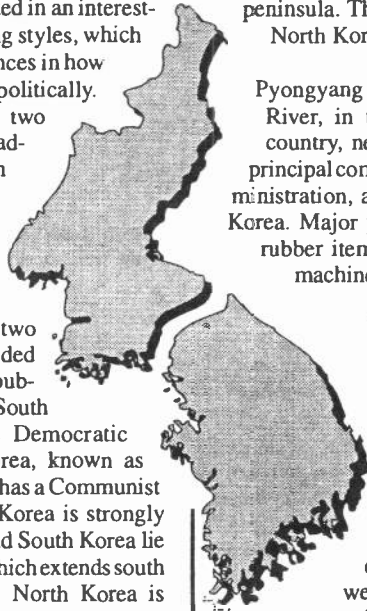 ed in an interest-
g styles, which
nces in how
politically.
two
ad-
two
ded
pub-
South
Democratic
rea, known as
has a Communist
Korea is strongly
d South Korea lie
hich extends south
North Korea is
peninsula. Th
North Kor
Pyongyang
River, in t
country, ne
principal com
ministration, a
Korea. Major
rubber item
machine
we